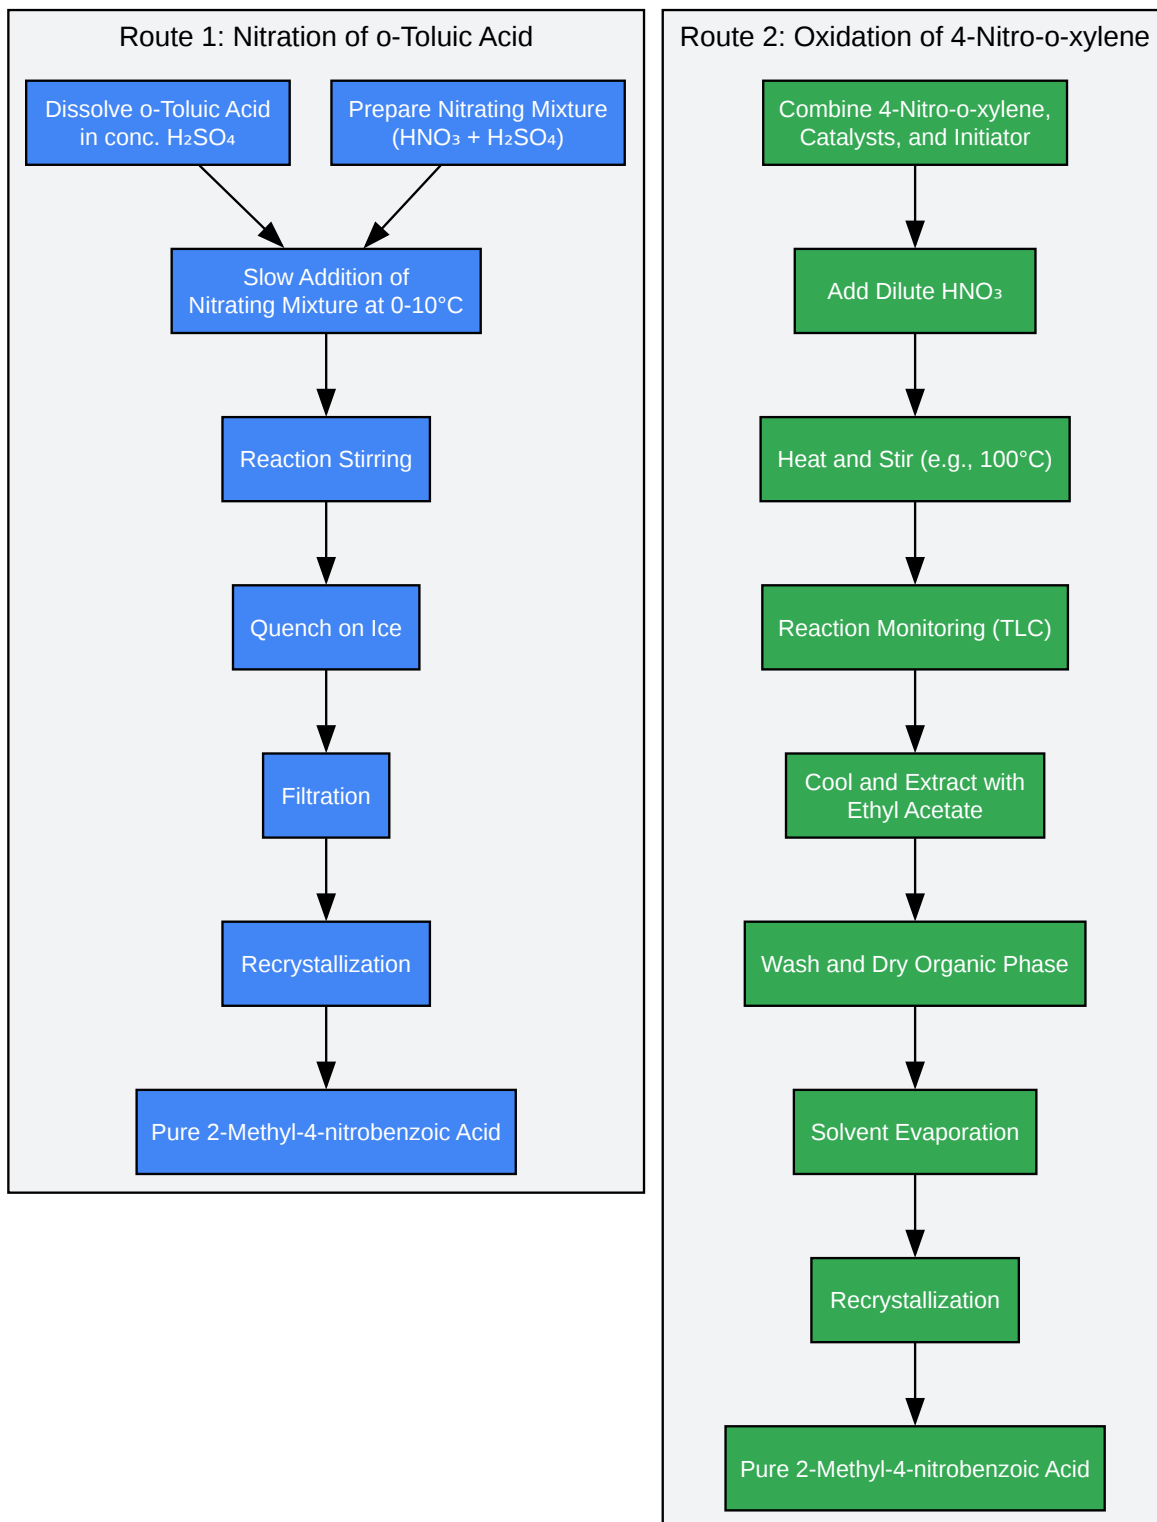 Route 1: Nitration of o-Toluic Acid
Dissolve o-Toluic Acid
in conc. H₂SO₄
Prepare Nitrating Mixture
(HNO₃ + H₂SO₄)
Slow Addition of
Nitrating Mixture at 0-10°C
Reaction Stirring
Quench on Ice
Filtration
Recrystallization
Pure 2-Methyl-4-nitrobenzoic Acid
Route 2: Oxidation of 4-Nitro-o-xylene
Combine 4-Nitro-o-xylene,
Catalysts, and Initiator
Add Dilute HNO₃
Heat and Stir (e.g., 100°C)
Reaction Monitoring (TLC)
Cool and Extract with
Ethyl Acetate
Wash and Dry Organic Phase
Solvent Evaporation
Recrystallization
Pure 2-Methyl-4-nitrobenzoic Acid